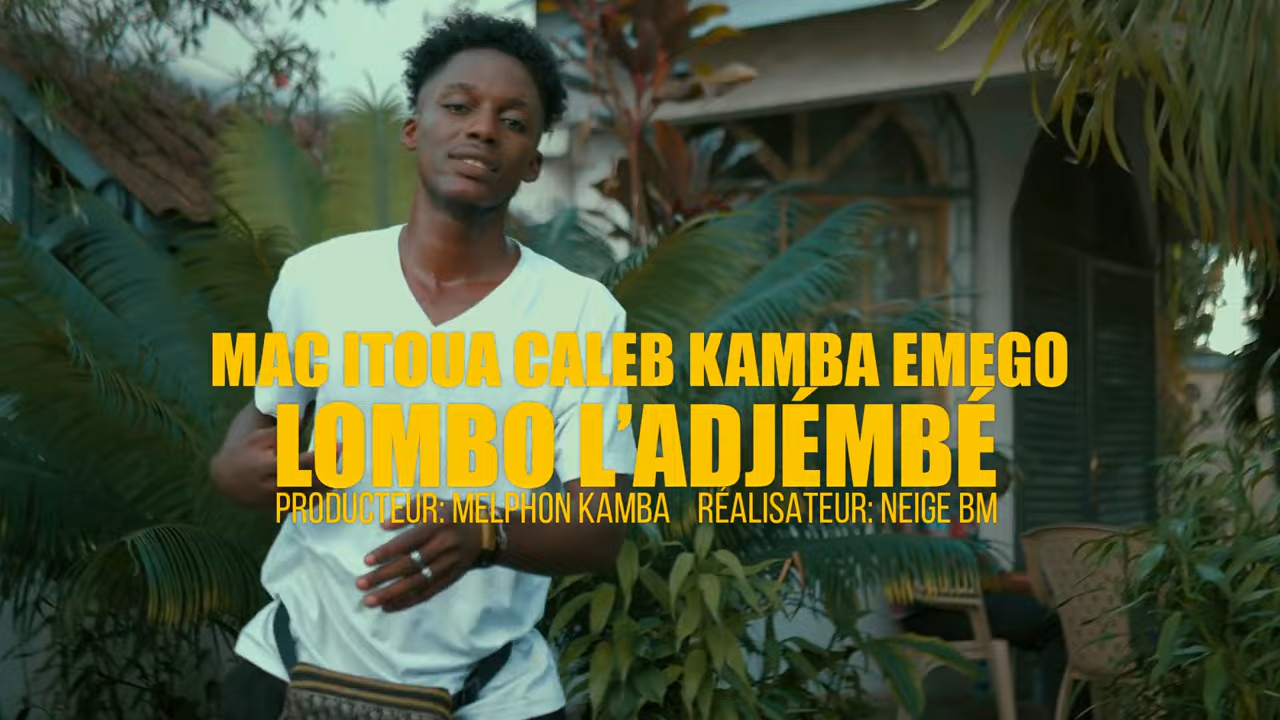 MAC ITOUA CALEB KAMBA EMEGO
LOMBO L'ADJÉMBÉ
PRODUCTEUR: MELPHON KAMBA RÉALISATEUR: NEIGE BM